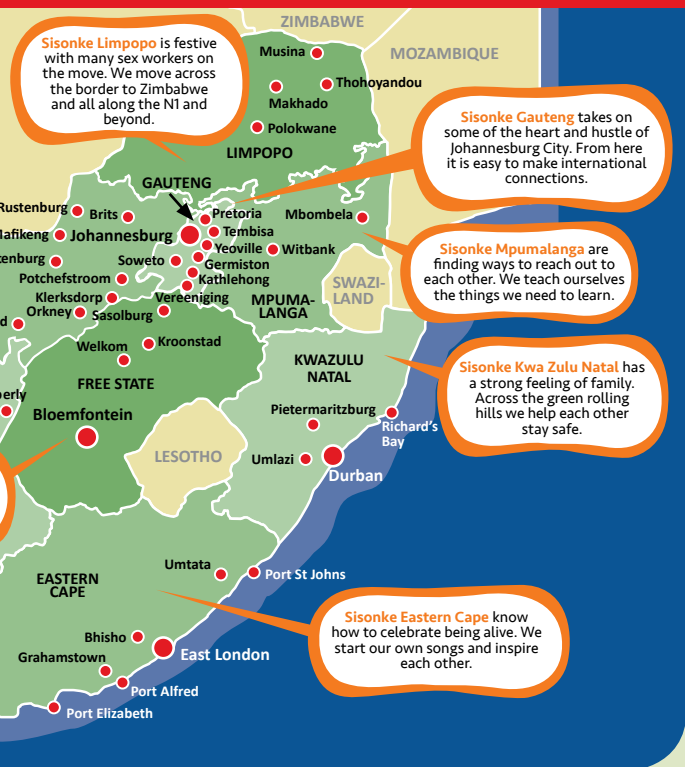 ZIMBABWE
MOZAMBIQUE
Sisonke Limpopo is festive
with many sex workers on
the move. We move across
the border to Zimbabwe
and all along the N1 and
beyond.
Musina
Thohoyandou
Makhado
Polokwane
LIMPOPO
Sisonke Gauteng takes on
some of the heart and hustle of
Johannesburg City. From here
it is easy to make international
connections.
GAUTENG
Rustenburg
Brits
Pretoria
Mbombela
Mafikeng
Johannesburg
Tembisa
Yeoville
Witbank
tenburg
Soweto
Germiston
Potchefstroom
Kathlehong
Klerksdorp
Vereeniging
Orkney
Sasolburg
MPUMA-
LANGA
SWAZI-
LAND
Sisonke Mpumalanga are
finding ways to reach out to
each other. We teach ourselves
the things we need to learn.
d
Welkom
Kroonstad
FREE STATE
KWAZULU
NATAL
Sisonke Kwa Zulu Natal has
a strong feeling of family.
Across the green rolling
hills we help each other
stay safe.
berly
Bloemfontein
Pietermaritzburg
Richard's
Bay
LESOTHO
Umlazi
Durban
Umtata
Port St Johns
EASTERN
CAPE
Sisonke Eastern Cape know
how to celebrate being alive. We
start our own songs and inspire
each other.
Bhisho
East London
Grahamstown
Port Alfred
Port Elizabeth